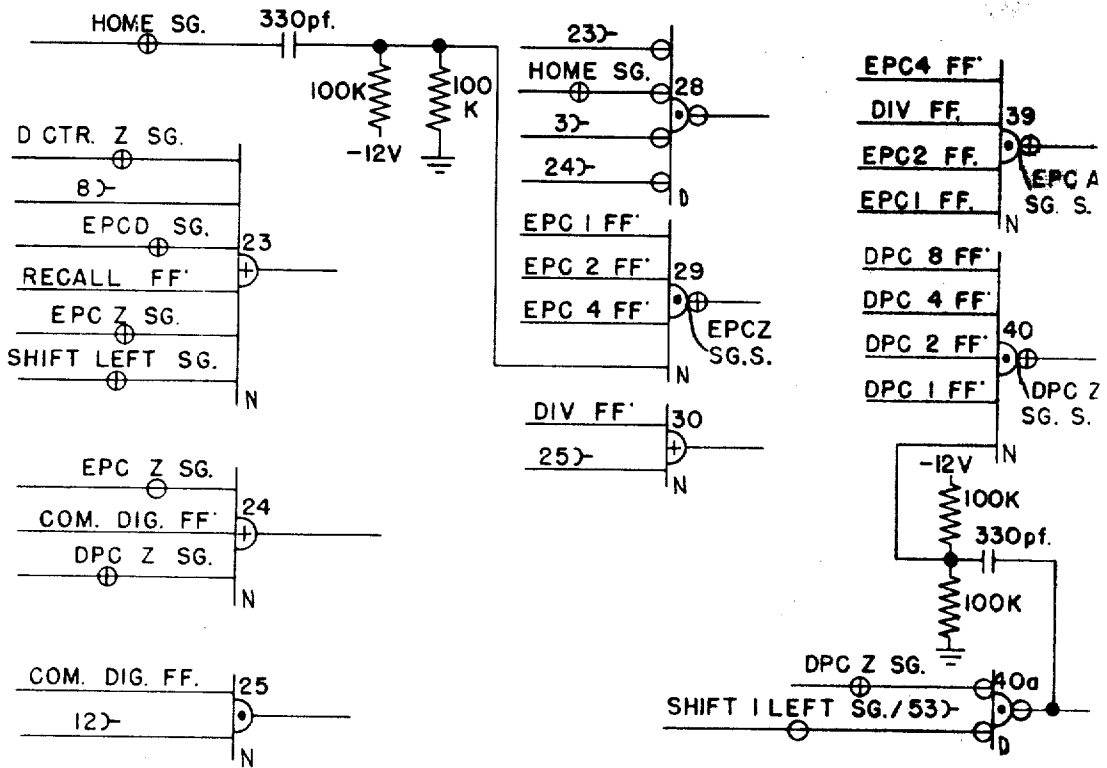 HOME SG.
330pf.
100K
100
K
-12V
D CTR. Z SG.
8)-
EPCD SG.
RECALL FF'
EPC Z SG.
SHIFT LEFT SG.
23
N
EPC Z SG.
COM. DIG. FF'
DPC Z SG.
24
N
COM. DIG. FF.
12)-
25
N
23)-
HOME SG.
3)-
24)-
28
D
EPC 1 FF'
EPC 2 FF'
EPC 4 FF'
29
EPCZ
SG.S.
N
DIV FF'
25)-
30
N
EPC4 FF'
DIV FF.
EPC2 FF.
EPC1 FF.
39
EPC A
SG. S.
N
DPC 8 FF'
DPC 4 FF'
DPC 2 FF'
DPC 1 FF'
40
DPC Z
SG. S.
N
-12V
100K
330pf.
100K
DPC Z SG.
SHIFT 1 LEFT SG./53)-
40a
D